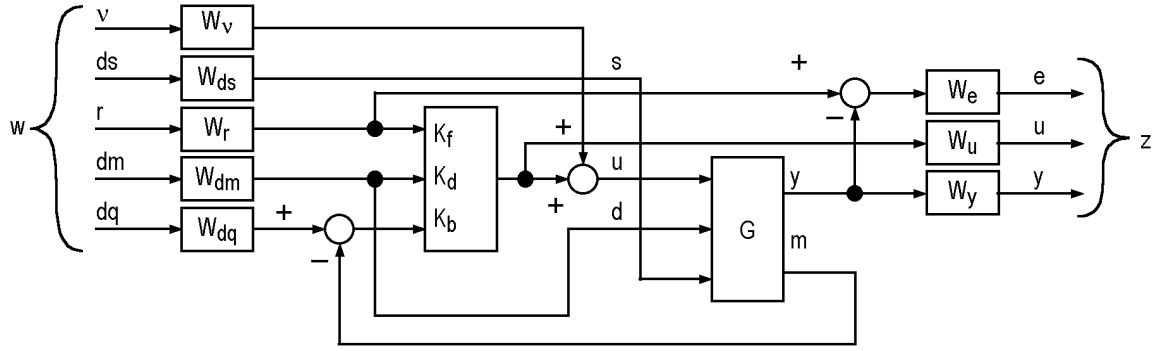 ν
W_ν
ds
W_ds
s
+
W_e
e
w
r
W_r
K_f
+
−
W_u
u
z
dm
W_dm
K_d
u
y
W_y
y
dq
W_dq
+
K_b
+
d
G
m
−